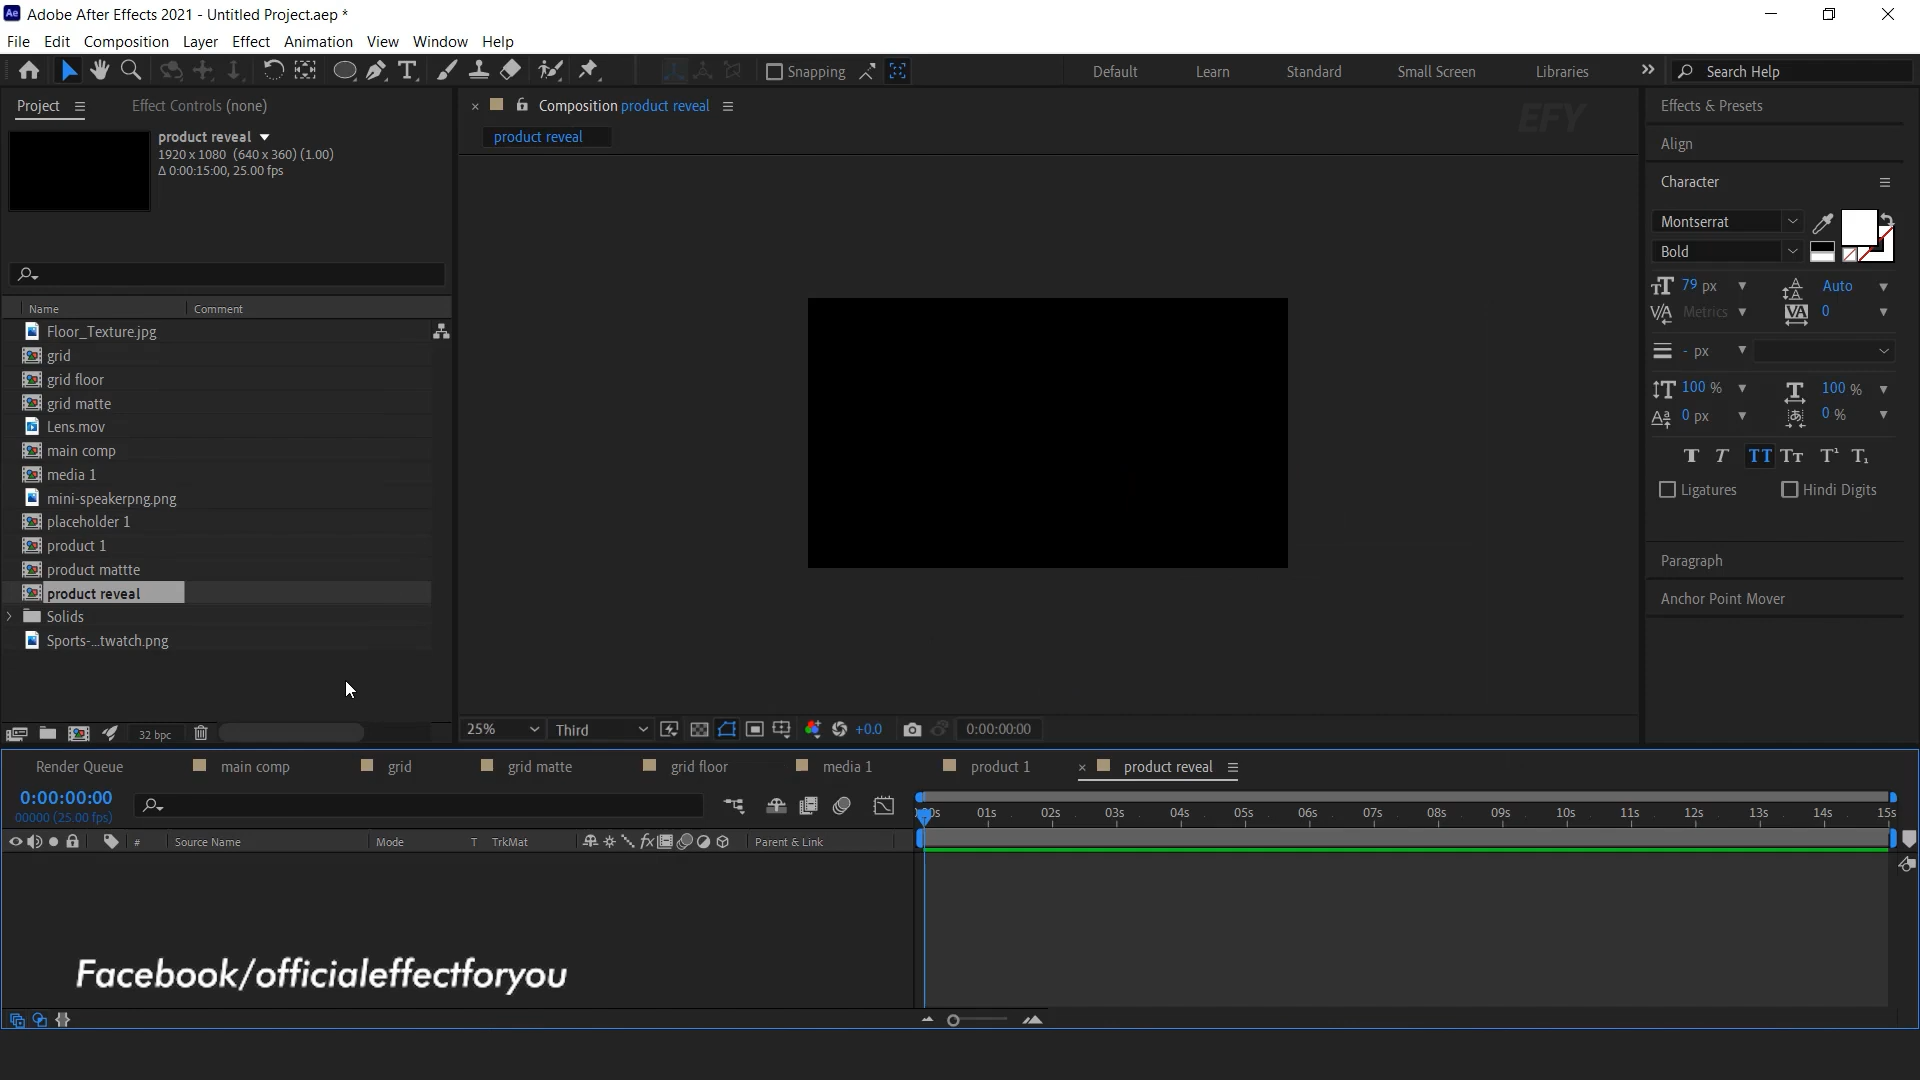 Adobe After Effects 2021 - Untitled Project.aep *
File Edit Composition Layer Effect Animation View Window Help
Snapping
Default Learn Standard Small Screen Libraries
Search Help
Project
Effect Controls (none)
product reveal
1920 x 1080 (640 x 360) (1.00)
Δ 0:00:15:00, 25.00 fps
Name Comment
Floor_Texture.jpg
grid
grid floor
grid matte
Lens.mov
main comp
media 1
mini-speakerpng.png
placeholder 1
product 1
product mattte
product reveal
Solids
Sports-...twatch.png
32 bpc
Composition product reveal
product reveal
EFY
25%
Third
+0.0
0:00:00:00
Effects & Presets
Align
Character
Montserrat
Bold
79 px
Auto
Metrics
0
- px
100 %
100 %
0 px
0 %
Ligatures
Hindi Digits
Paragraph
Anchor Point Mover
Render Queue
main comp
grid
grid matte
grid floor
media 1
product 1
product reveal
0:00:00:00
00000 (25.00 fps)
# Source Name Mode T TrkMat fx Parent & Link
01s 02s 03s 04s 05s 06s 07s 08s 09s 10s 11s 12s 13s 14s 15s
Facebook/officialeffectforyou